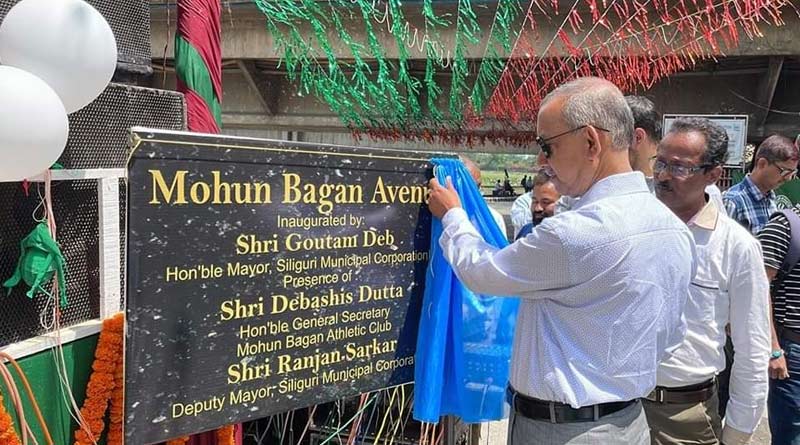 Mohun Bagan Aven
Inaugurated by:
Shri Goutam Deb
Hon'ble Mayor, Siliguri Municipal Corporation
Presence of
Shri Debashis Dutta
Hon'ble General Secretary
Mohun Bagan Athletic Club
Shri Ranjan Sarkar
Deputy Mayor, Siliguri Municipal Corpora